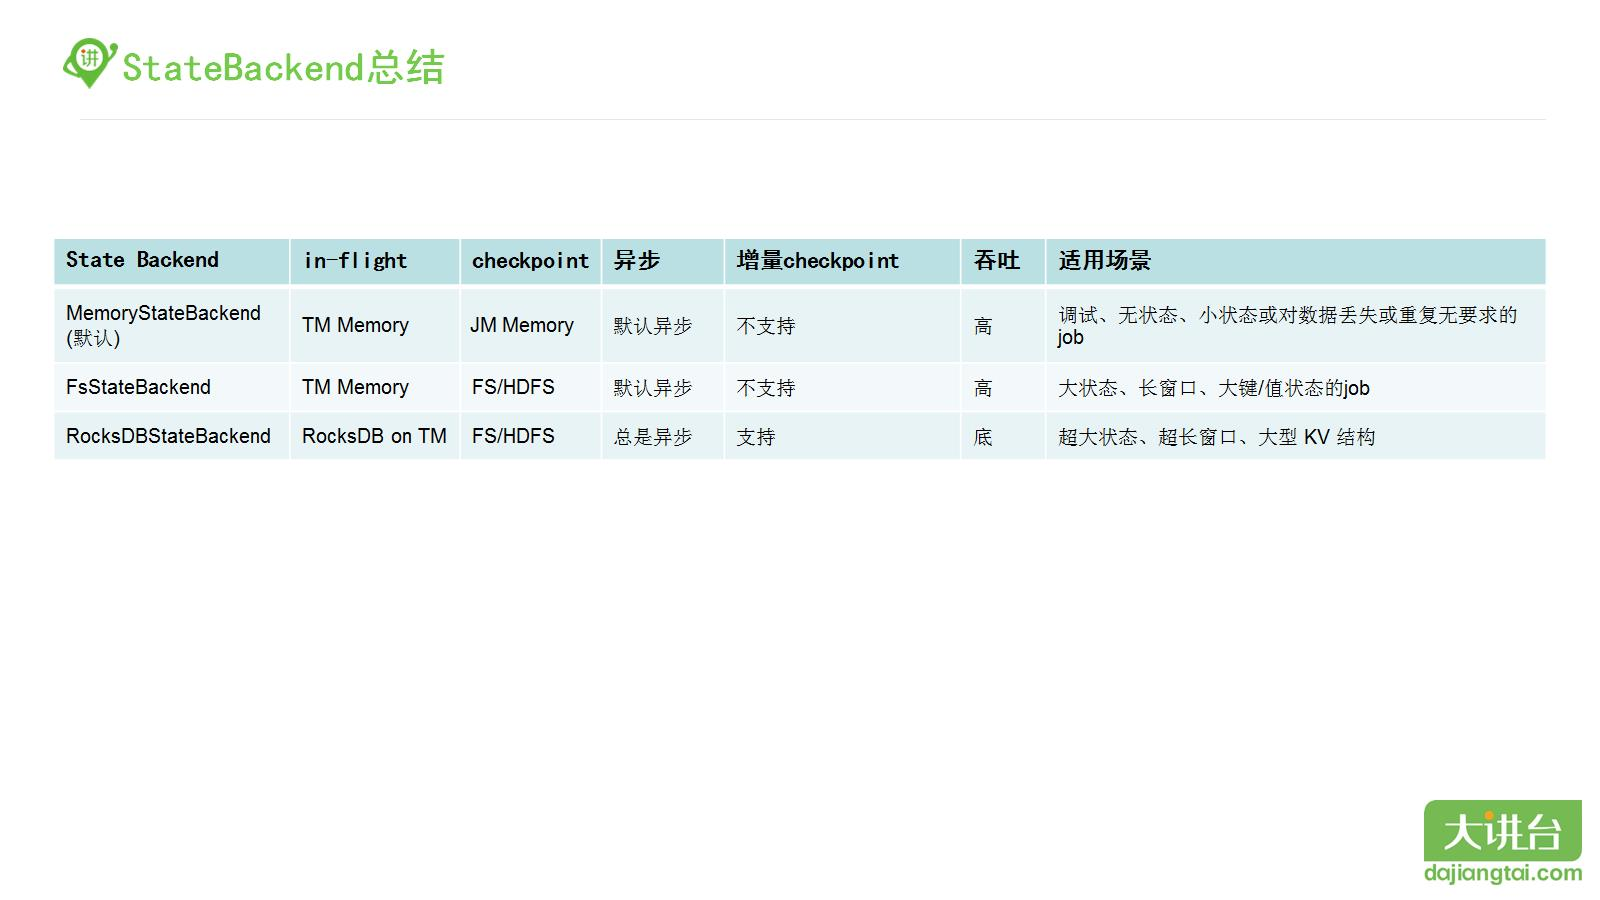 讲
StateBackend总结
State Backend in-flight checkpoint 异步 增量checkpoint 吞吐 适用场景
MemoryStateBackend
(默认) TM Memory JM Memory 默认异步 不支持 高 调试、无状态、小状态或对数据丢失或重复无要求的
job
FsStateBackend TM Memory FS/HDFS 默认异步 不支持 高 大状态、长窗口、大键/值状态的job
RocksDBStateBackend RocksDB on TM FS/HDFS 总是异步 支持 底 超大状态、超长窗口、大型 KV 结构
大讲台
dajiangtai.com